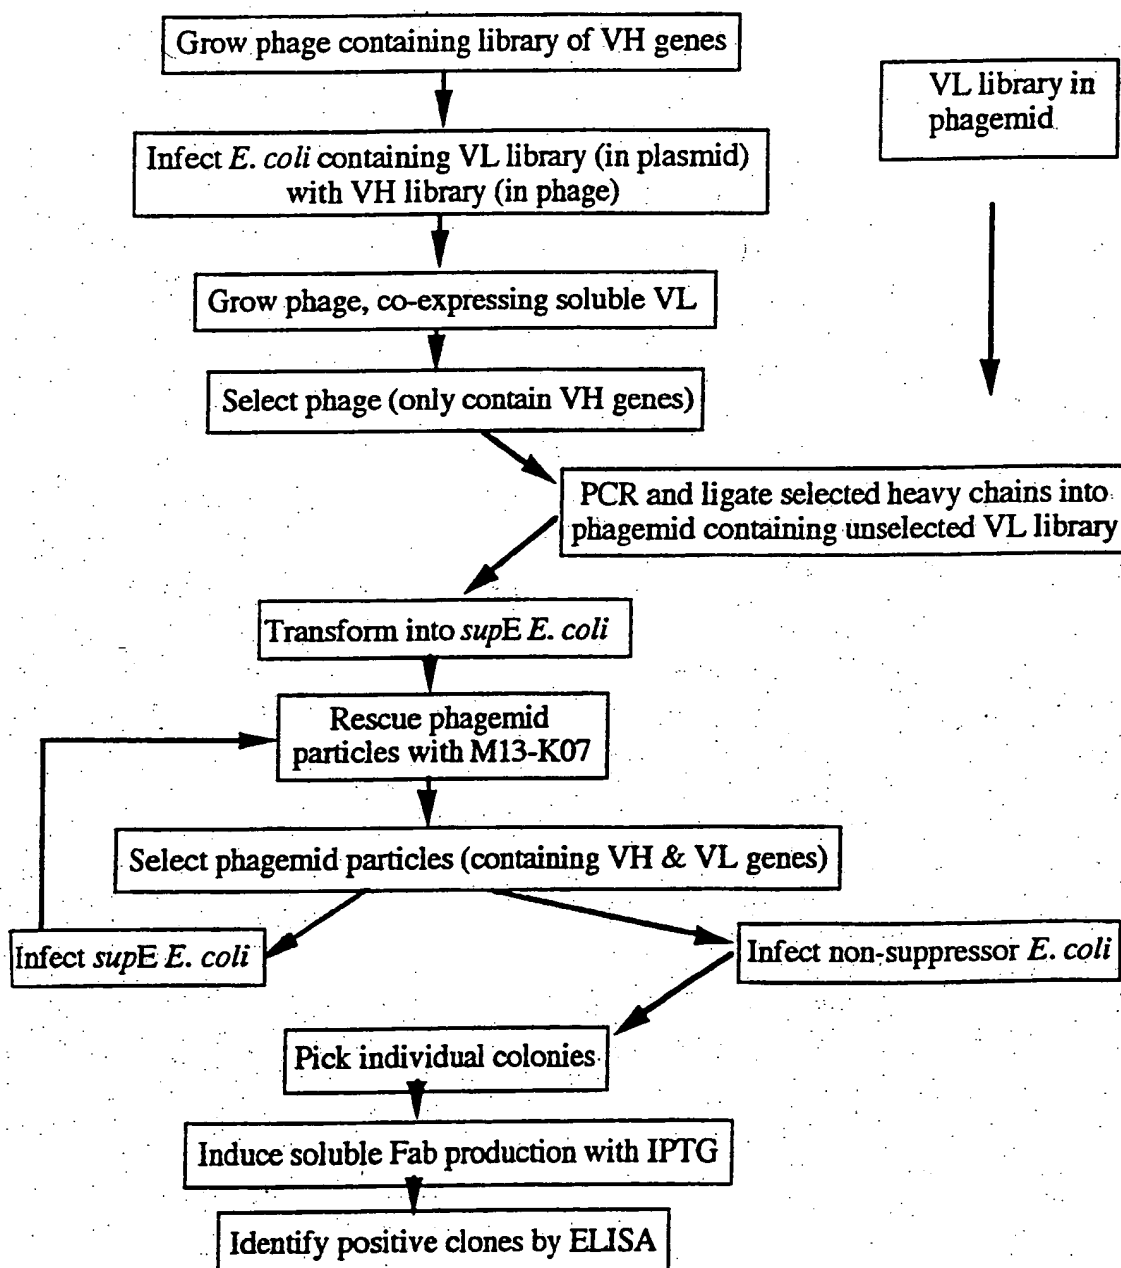 Grow phage containing library of VH genes
VL library in
phagemid
Infect E. coli containing VL library (in plasmid)
with VH library (in phage)
Grow phage, co-expressing soluble VL
Select phage (only contain VH genes)
PCR and ligate selected heavy chains into
phagemid containing unselected VL library
Transform into supE E. coli
Rescue phagemid
particles with M13-K07
Select phagemid particles (containing VH & VL genes)
Infect supE E. coli
Infect non-suppressor E. coli
Pick individual colonies
Induce soluble Fab production with IPTG
Identify positive clones by ELISA